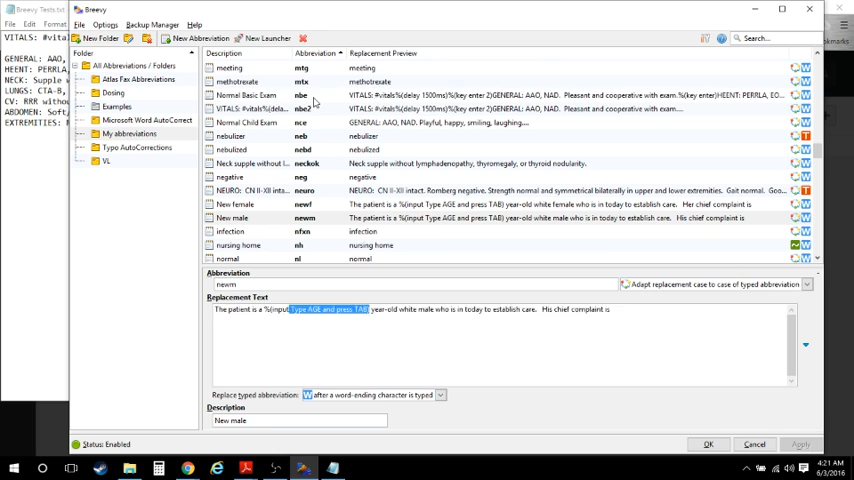 Breevy Tests.tx
File Edit Format
VITALS: #vital
GENERAL: AAO,
HEENT: PERRLA,
NECK: Supple w
LUNGS: CTA-B,
CV: RRR withou
ABDOMEN: Soft/
EXTREMITIES: N
Breevy
File Options Backup Manager Help
New Folder New Abbreviation New Launcher Search...
Folder
All Abbreviations / Folders
Atlas Fax Abbreviations
Dosing
Examples
Microsoft Word AutoCorrect
My abbreviations
Typo AutoCorrections
VL
Description Abbreviation Replacement Preview
meeting mtg meeting
methotrexate mtx methotrexate
Normal Basic Exam nbe VITALS: #vitals%(delay 1500ms)%(key enter 2)GENERAL: AAO, NAD. Pleasant and cooperative with exam.%(key enter)HEENT: PERRLA, EO...
VITALS: #vitals%(dela... nbe2 VITALS: #vitals%(delay 1500ms)%(key enter 2)GENERAL: AAO, NAD. Pleasant and cooperative with exam....
Normal Child Exam nce GENERAL: AAO, NAD. Playful, happy, smiling, laughing....
nebulizer neb nebulizer
nebulized nebd nebulized
Neck supple without l... neckok Neck supple without lymphadenopathy, thyromegaly, or thyroid nodularity.
negative neg negative
NEURO: CN II-XII inta... neuro NEURO: CN II-XII intact. Romberg negative. Strength normal and symmetrical bilaterally in upper and lower extremities. Gait normal. Goo...
New female newf The patient is a %(input Type AGE and press TAB) year-old white female who is in today to establish care. Her chief complaint is
New male newm The patient is a %(input Type AGE and press TAB) year-old white male who is in today to establish care. His chief complaint is
infection nfxn infection
nursing home nh nursing home
normal nl normal
Abbreviation
newm Adapt replacement case to case of typed abbreviation
Replacement Text
The patient is a %(input Type AGE and press TAB) year-old white male who is in today to establish care. His chief complaint is
Replace typed abbreviation: W after a word-ending character is typed
Description
New male
Status: Enabled OK Cancel Apply
okmarks
4:21 AM
6/3/2016